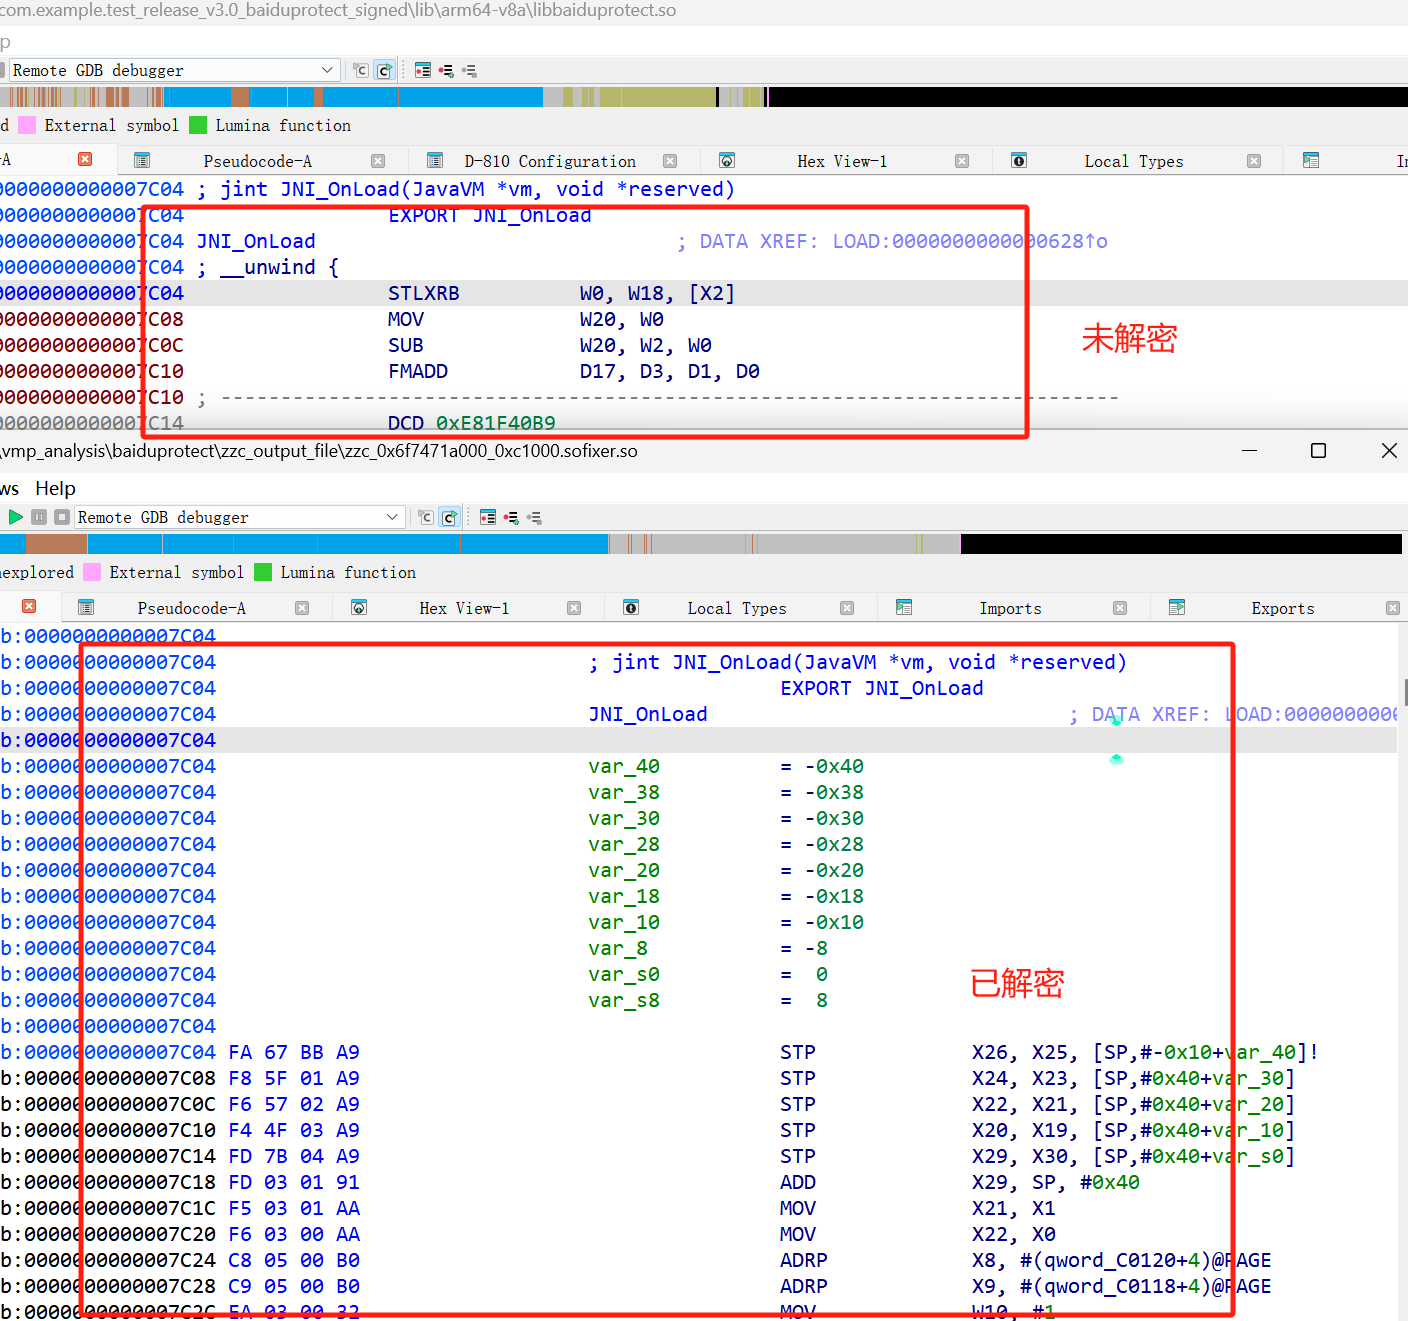 com.example.test_release_v3.0_baiduprotect_signed\lib\arm64-v8a\libbaiduprotect.so
p
Remote GDB debugger
d External symbol Lumina function
-A Pseudocode-A D-810 Configuration Hex View-1 Local Types
0000000000007C04 ; jint JNI_OnLoad(JavaVM *vm, void *reserved)
0000000000007C04 EXPORT JNI_OnLoad
0000000000007C04 JNI_OnLoad ; DATA XREF: LOAD:0000000000000628↑o
0000000000007C04 ; __unwind {
0000000000007C04 STLXRB W0, W18, [X2]
0000000000007C08 MOV W20, W0
0000000000007C0C SUB W20, W2, W0
0000000000007C10 FMADD D17, D3, D1, D0
0000000000007C10 ; ---------------------------------------------------------------------------
0000000000007C14 DCD 0xE81F40B9
未解密
\vmp_analysis\baiduprotect\zzc_output_file\zzc_0x6f7471a000_0xc1000.sofixer.so
ws Help
Remote GDB debugger
nexplored External symbol Lumina function
Pseudocode-A Hex View-1 Local Types Imports Exports
b:0000000000007C04
b:0000000000007C04 ; jint JNI_OnLoad(JavaVM *vm, void *reserved)
b:0000000000007C04 EXPORT JNI_OnLoad
b:0000000000007C04 JNI_OnLoad ; DATA XREF: LOAD:000000000
b:0000000000007C04
b:0000000000007C04 var_40 = -0x40
b:0000000000007C04 var_38 = -0x38
b:0000000000007C04 var_30 = -0x30
b:0000000000007C04 var_28 = -0x28
b:0000000000007C04 var_20 = -0x20
b:0000000000007C04 var_18 = -0x18
b:0000000000007C04 var_10 = -0x10
b:0000000000007C04 var_8 = -8
b:0000000000007C04 var_s0 = 0
b:0000000000007C04 var_s8 = 8
b:0000000000007C04
已解密
b:0000000000007C04 FA 67 BB A9 STP X26, X25, [SP,#-0x10+var_40]!
b:0000000000007C08 F8 5F 01 A9 STP X24, X23, [SP,#0x40+var_30]
b:0000000000007C0C F6 57 02 A9 STP X22, X21, [SP,#0x40+var_20]
b:0000000000007C10 F4 4F 03 A9 STP X20, X19, [SP,#0x40+var_10]
b:0000000000007C14 FD 7B 04 A9 STP X29, X30, [SP,#0x40+var_s0]
b:0000000000007C18 FD 03 01 91 ADD X29, SP, #0x40
b:0000000000007C1C F5 03 01 AA MOV X21, X1
b:0000000000007C20 F6 03 00 AA MOV X22, X0
b:0000000000007C24 C8 05 00 B0 ADRP X8, #(qword_C0120+4)@PAGE
b:0000000000007C28 C9 05 00 B0 ADRP X9, #(qword_C0118+4)@PAGE
b:0000000000007C2C EA 03 00 32 MOV W10, #1